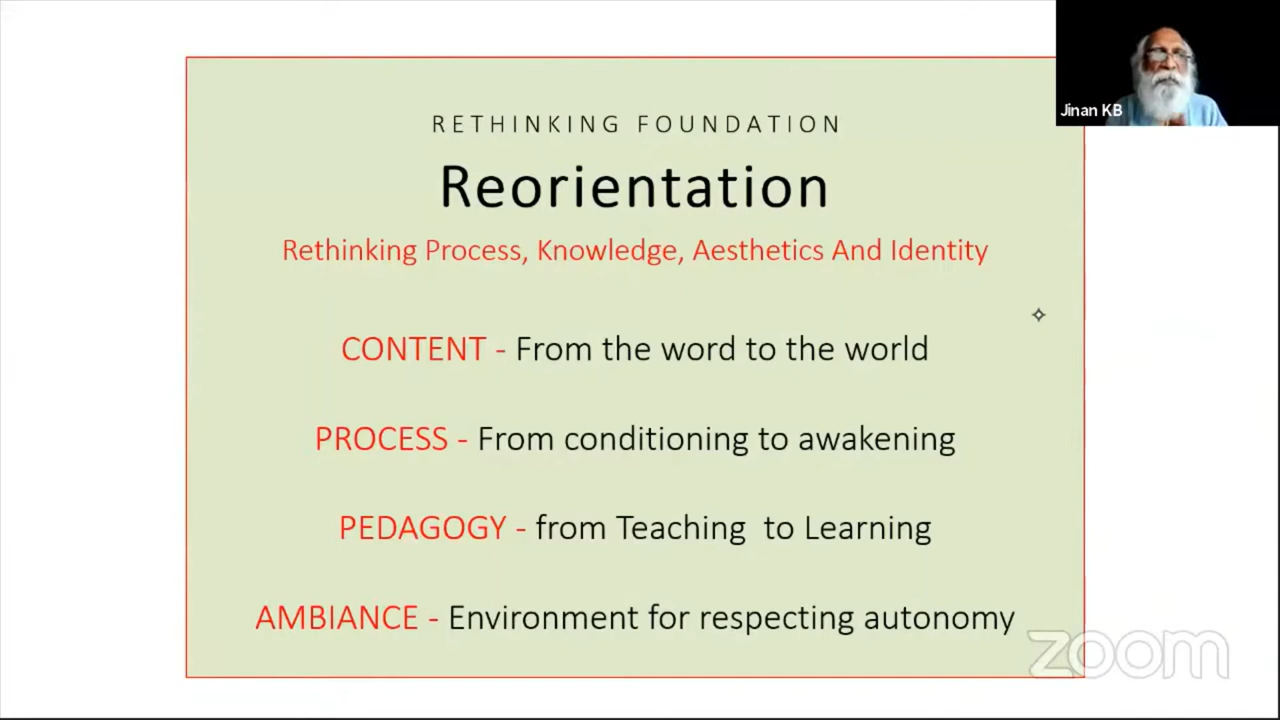 Jinan KB
RETHINKING FOUNDATION
Reorientation
Rethinking Process, Knowledge, Aesthetics And Identity
CONTENT - From the word to the world
PROCESS - From conditioning to awakening
PEDAGOGY - from Teaching to Learning
AMBIANCE - Environment for respecting autonomy
zoom